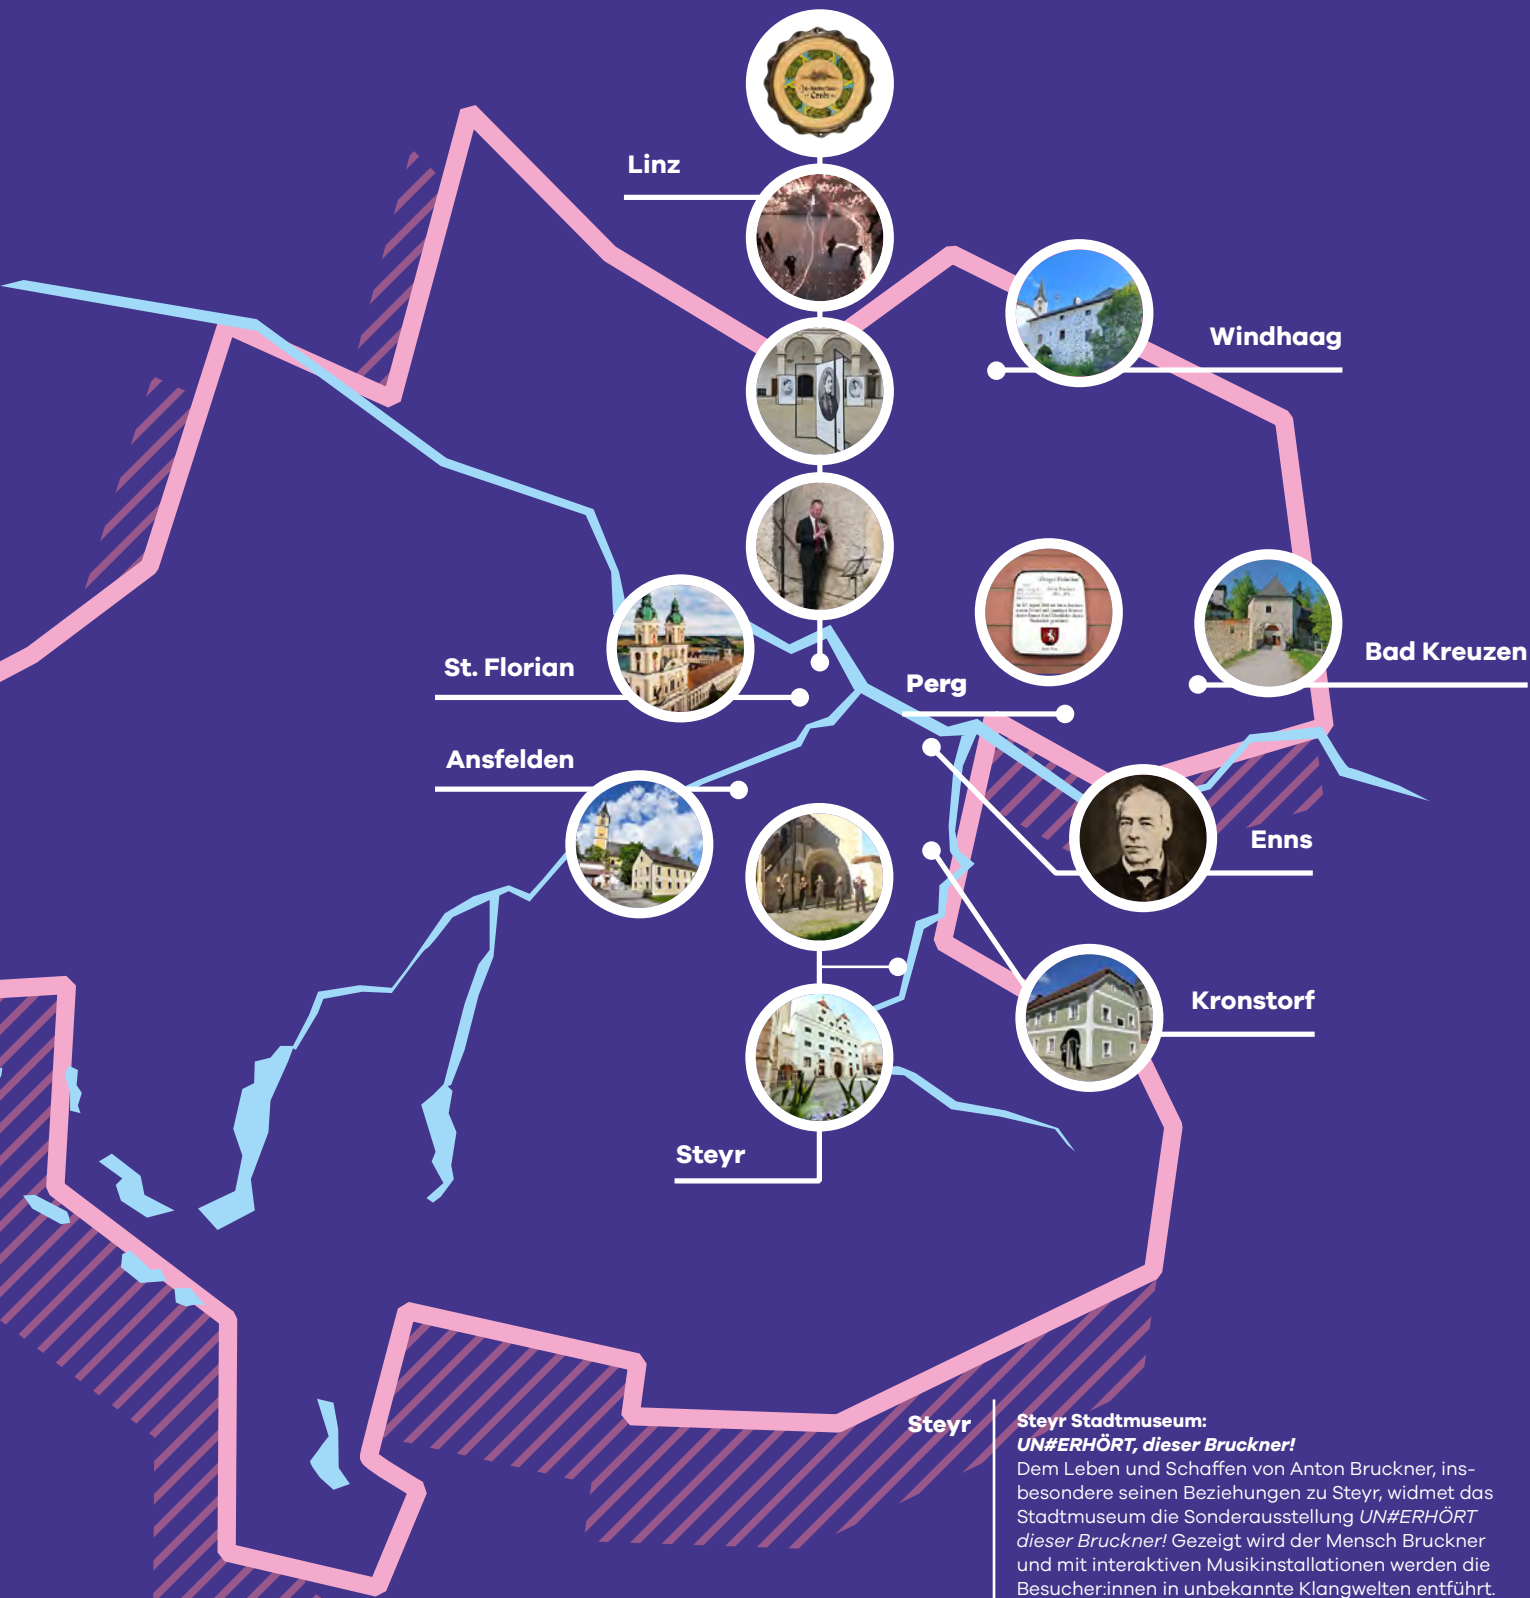 Linz
Windhaag
St. Florian
Perg
Bad Kreuzen
Ansfelden
Enns
Kronstorf
Steyr
Steyr
Steyr Stadtmuseum:
UN#ERHÖRT, dieser Bruckner!
Dem Leben und Schaffen von Anton Bruckner, ins-
besondere seinen Beziehungen zu Steyr, widmet das
Stadtmuseum die Sonderausstellung UN#ERHÖRT
dieser Bruckner! Gezeigt wird der Mensch Bruckner
und mit interaktiven Musikinstallationen werden die
Besucher:innen in unbekannte Klangwelten entführt.